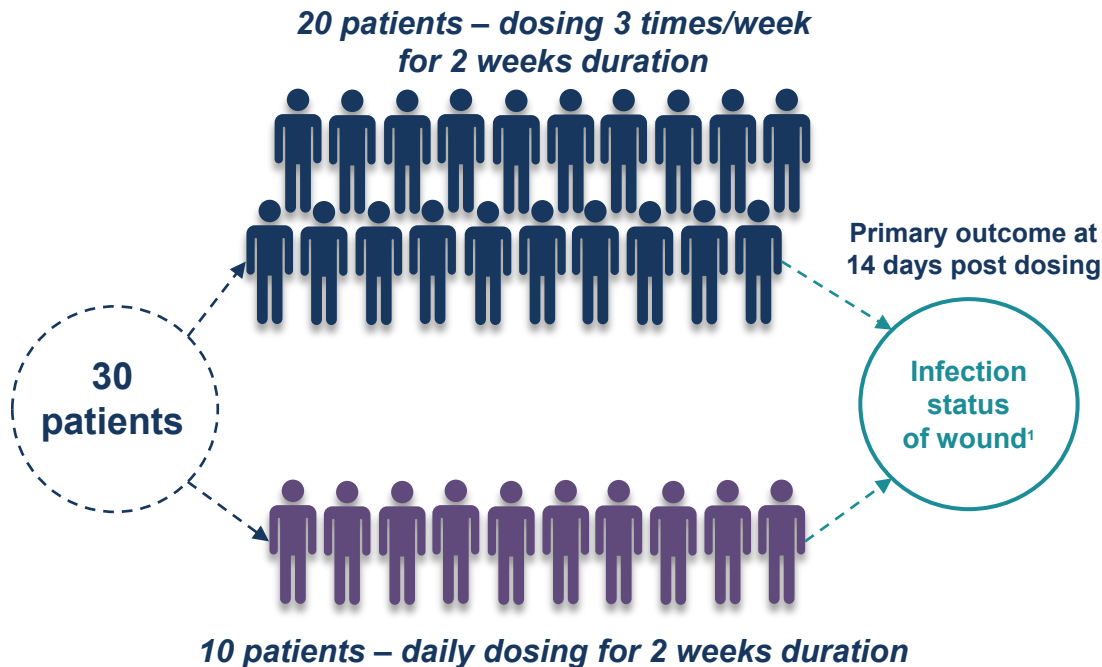 20 patients – dosing 3 times/week
for 2 weeks duration
30
patients
Primary outcome at
14 days post dosing
Infection
status
of wound¹
10 patients – daily dosing for 2 weeks duration